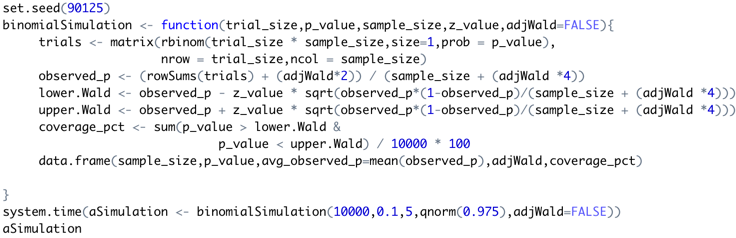 set.seed(90125)
binomialSimulation <- function(trial_size,p_value,sample_size,z_value,adjWald=FALSE){
     trials <- matrix(rbinom(trial_size * sample_size,size=1,prob = p_value),
                      nrow = trial_size,ncol = sample_size)
     observed_p <- (rowSums(trials) + (adjWald*2)) / (sample_size + (adjWald *4))
     lower.Wald <- observed_p - z_value * sqrt(observed_p*(1-observed_p)/(sample_size + (adjWald *4)))
     upper.Wald <- observed_p + z_value * sqrt(observed_p*(1-observed_p)/(sample_size + (adjWald *4)))
     coverage_pct <- sum(p_value > lower.Wald &
                              p_value < upper.Wald) / 10000 * 100
     data.frame(sample_size,p_value,avg_observed_p=mean(observed_p),adjWald,coverage_pct)
}
system.time(aSimulation <- binomialSimulation(10000,0.1,5,qnorm(0.975),adjWald=FALSE))
aSimulation